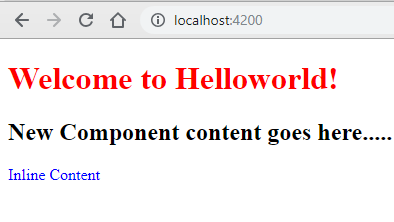 localhost:4200
Welcome to Helloworld!
New Component content goes here.....
Inline Content